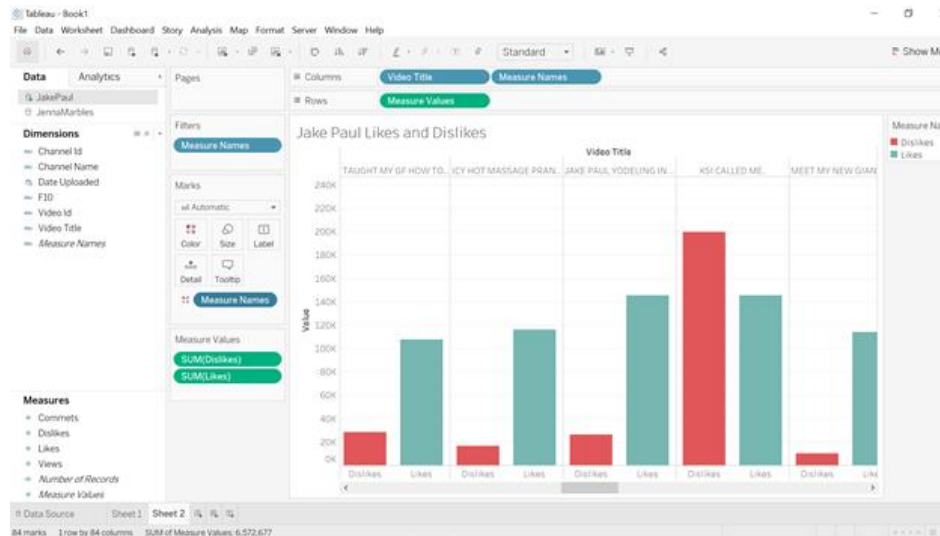 Tableau - Book1
File Data Worksheet Dashboard Story Analysis Map Format Server Window Help
Standard
Show M
Data Analytics
Pages
Columns Video Title Measure Names
JakePaul
JennaMarbles
Rows Measure Values
Dimensions
Channel Id
Channel Name
Date Uploaded
F10
Video Id
Video Title
Measure Names
Filters
Measure Names
Marks
Automatic
Color Size Label
Detail Tooltip
Measure Names
Measure Values
SUM(Dislikes)
SUM(Likes)
Measures
Commets
Dislikes
Likes
Views
Number of Records
Measure Values
Jake Paul Likes and Dislikes
Video Title
TAUGHT MY GF HOW TO.. ICY HOT MASSAGE PRAN.. JAKE PAUL YODELING IN... KSI CALLED ME. MEET MY NEW GIAN
240K
220K
200K
180K
160K
140K
120K
100K
80K
60K
40K
20K
0K
Value
Dislikes Likes Dislikes Likes Dislikes Likes Dislikes Likes Dislikes Lik
Measure Na
Dislikes
Likes
Data Source Sheet 1 Sheet 2
84 marks 1 row by 84 columns SUM of Measure Values: 6,572,677